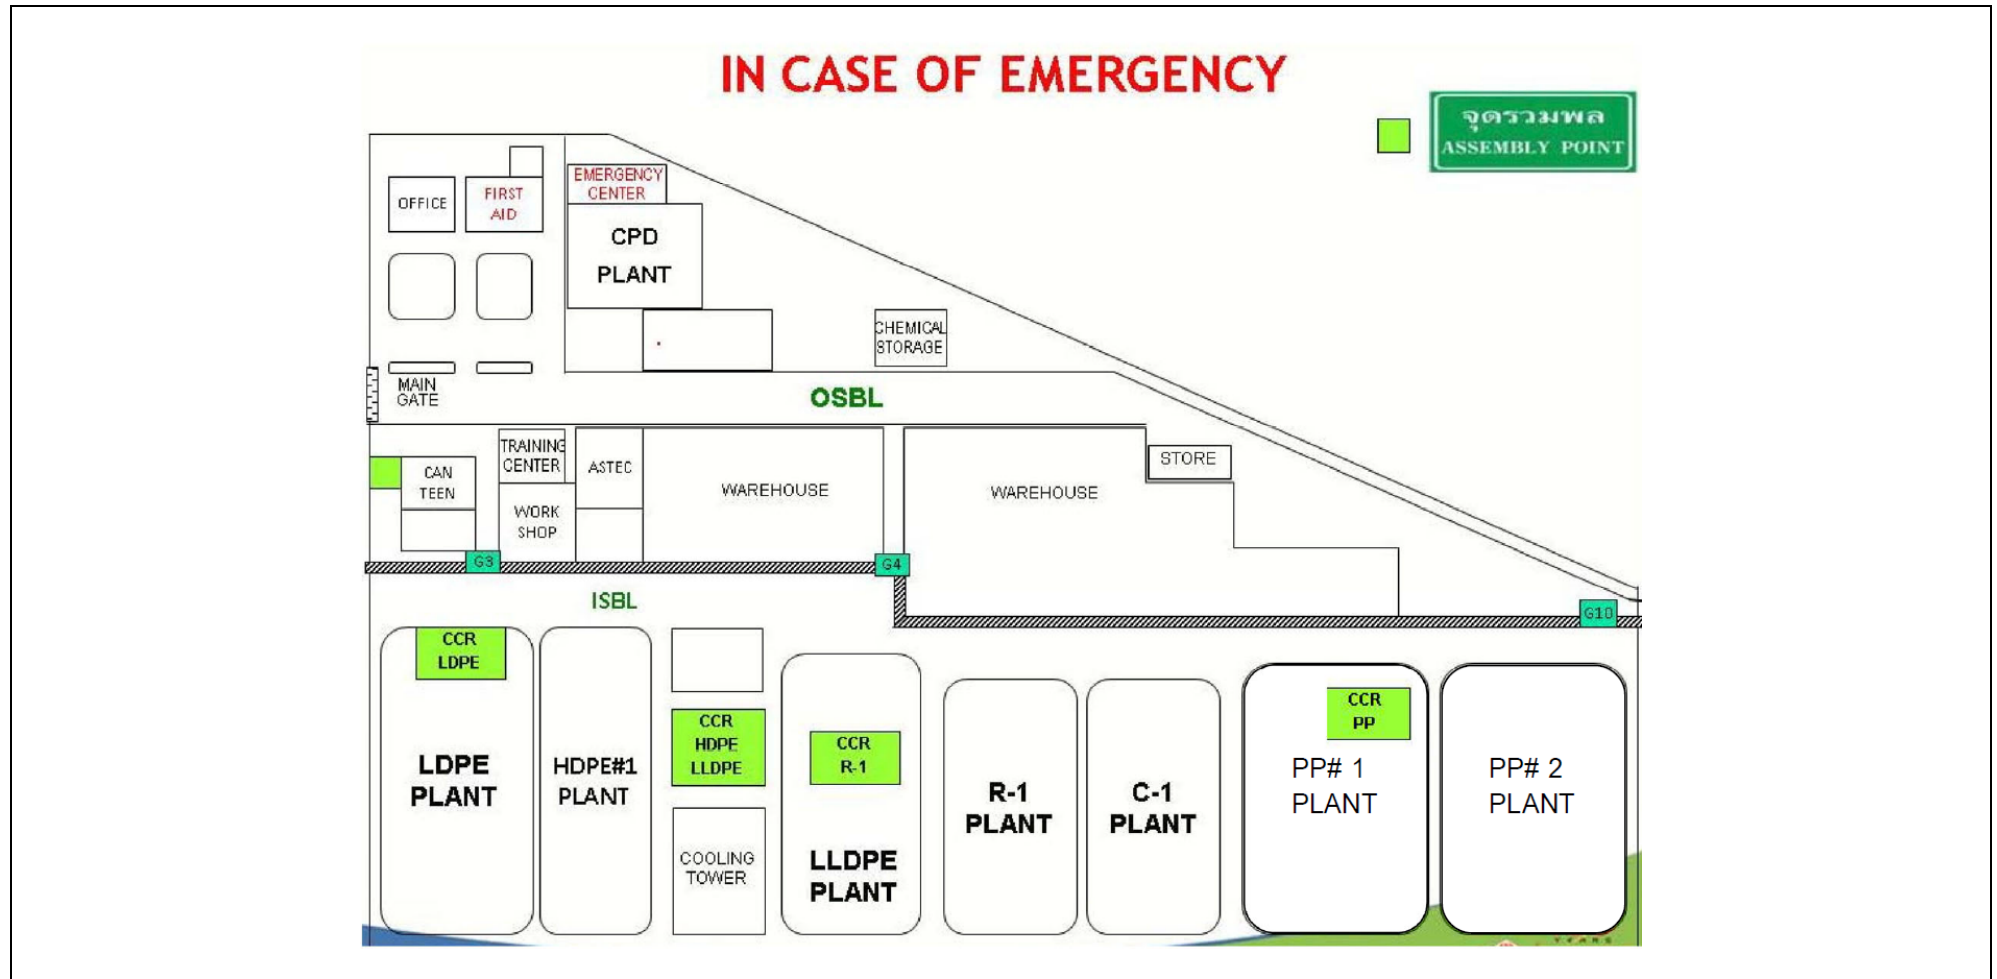 IN CASE OF EMERGENCY
จุดรวมพล
ASSEMBLY POINT
OFFICE
FIRST
AID
EMERGENCY
CENTER
CPD
PLANT
CHEMICAL
STORAGE
MAIN
GATE
OSBL
CAN
TEEN
TRAINING
CENTER
WORK
SHOP
ASTEC
WAREHOUSE
WAREHOUSE
STORE
G3
G4
G10
ISBL
CCR
LDPE
LDPE
PLANT
HDPE#1
PLANT
CCR
HDPE
LLDPE
COOLING
TOWER
CCR
R-1
LLDPE
PLANT
R-1
PLANT
C-1
PLANT
CCR
PP
PP# 1
PLANT
PP# 2
PLANT
YEARS